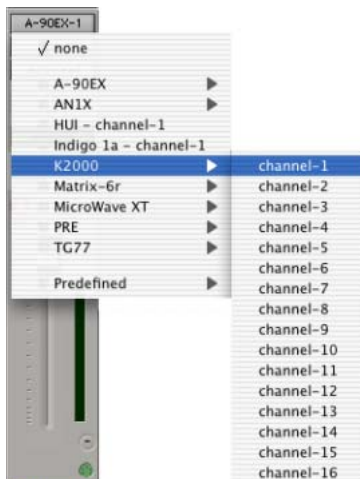 A-90EX-1
√ none
A-90EX
AN1X
HUI - channel-1
Indigo 1a - channel-1
K2000
Matrix-6r
MicroWave XT
PRE
TG77
Predefined
channel-1
channel-2
channel-3
channel-4
channel-5
channel-6
channel-7
channel-8
channel-9
channel-10
channel-11
channel-12
channel-13
channel-14
channel-15
channel-16